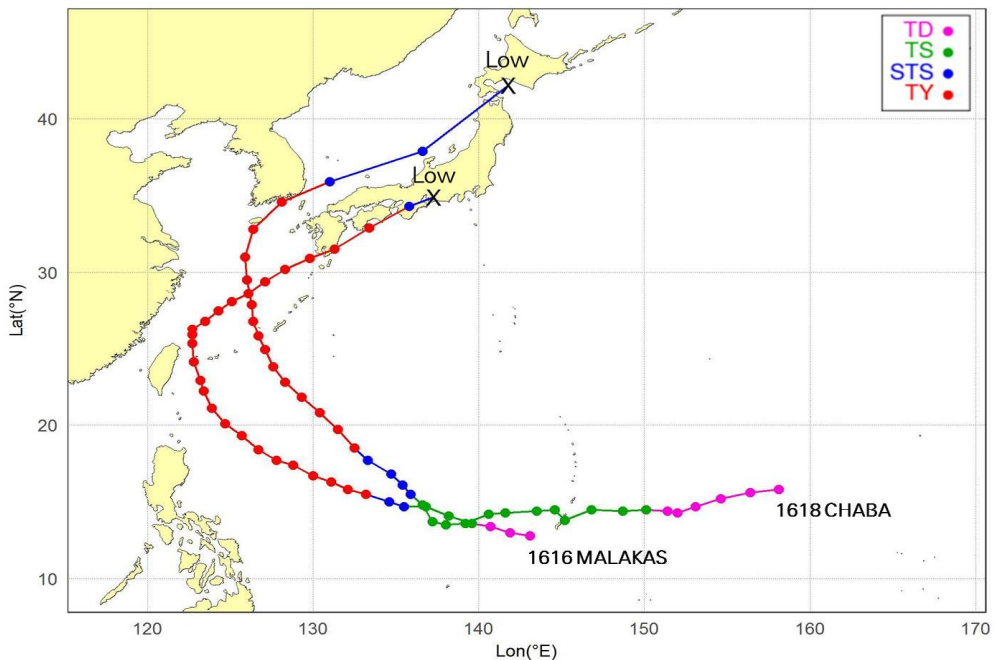 TD
TS
STS
TY
Low
Low
1618 CHABA
1616 MALAKAS
40
30
20
10
120
130
140
150
160
170
Lat(°N)
Lon(°E)